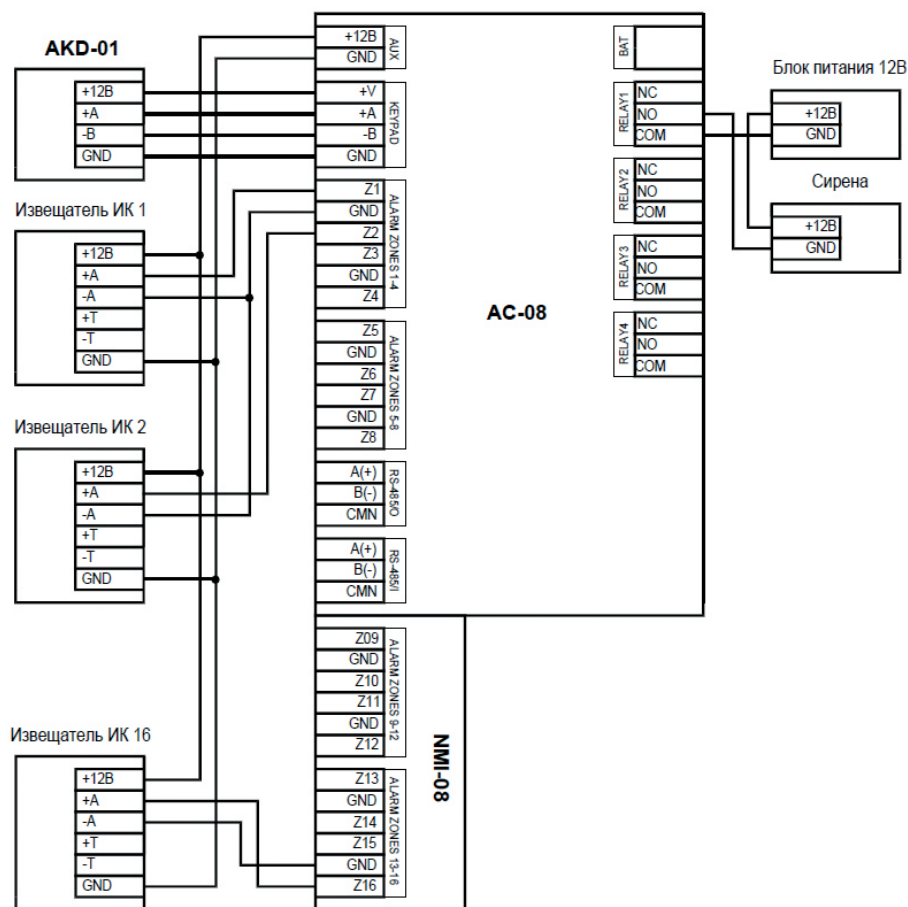 AKD-01
+12В
+A
-B
GND
Извещатель ИК 1
+12В
+A
-A
+T
-T
GND
Извещатель ИК 2
+12В
+A
-A
+T
-T
GND
Извещатель ИК 16
+12В
+A
-A
+T
-T
GND
+12В
GND
AUX
+V
+A
-B
GND
KEYPAD
Z1
GND
Z2
Z3
GND
Z4
ALARM ZONES 1-4
Z5
GND
Z6
Z7
GND
Z8
ALARM ZONES 5-8
A(+)
B(-)
CMN
RS-485/O
A(+)
B(-)
CMN
RS-485/I
Z09
GND
Z10
Z11
GND
Z12
ALARM ZONES 9-12
Z13
GND
Z14
Z15
GND
Z16
ALARM ZONES 13-16
NMI-08
AC-08
BAT
RELAY1
NC
NO
COM
RELAY2
NC
NO
COM
RELAY3
NC
NO
COM
RELAY4
NC
NO
COM
Блок питания 12В
+12В
GND
Сирена
+12В
GND